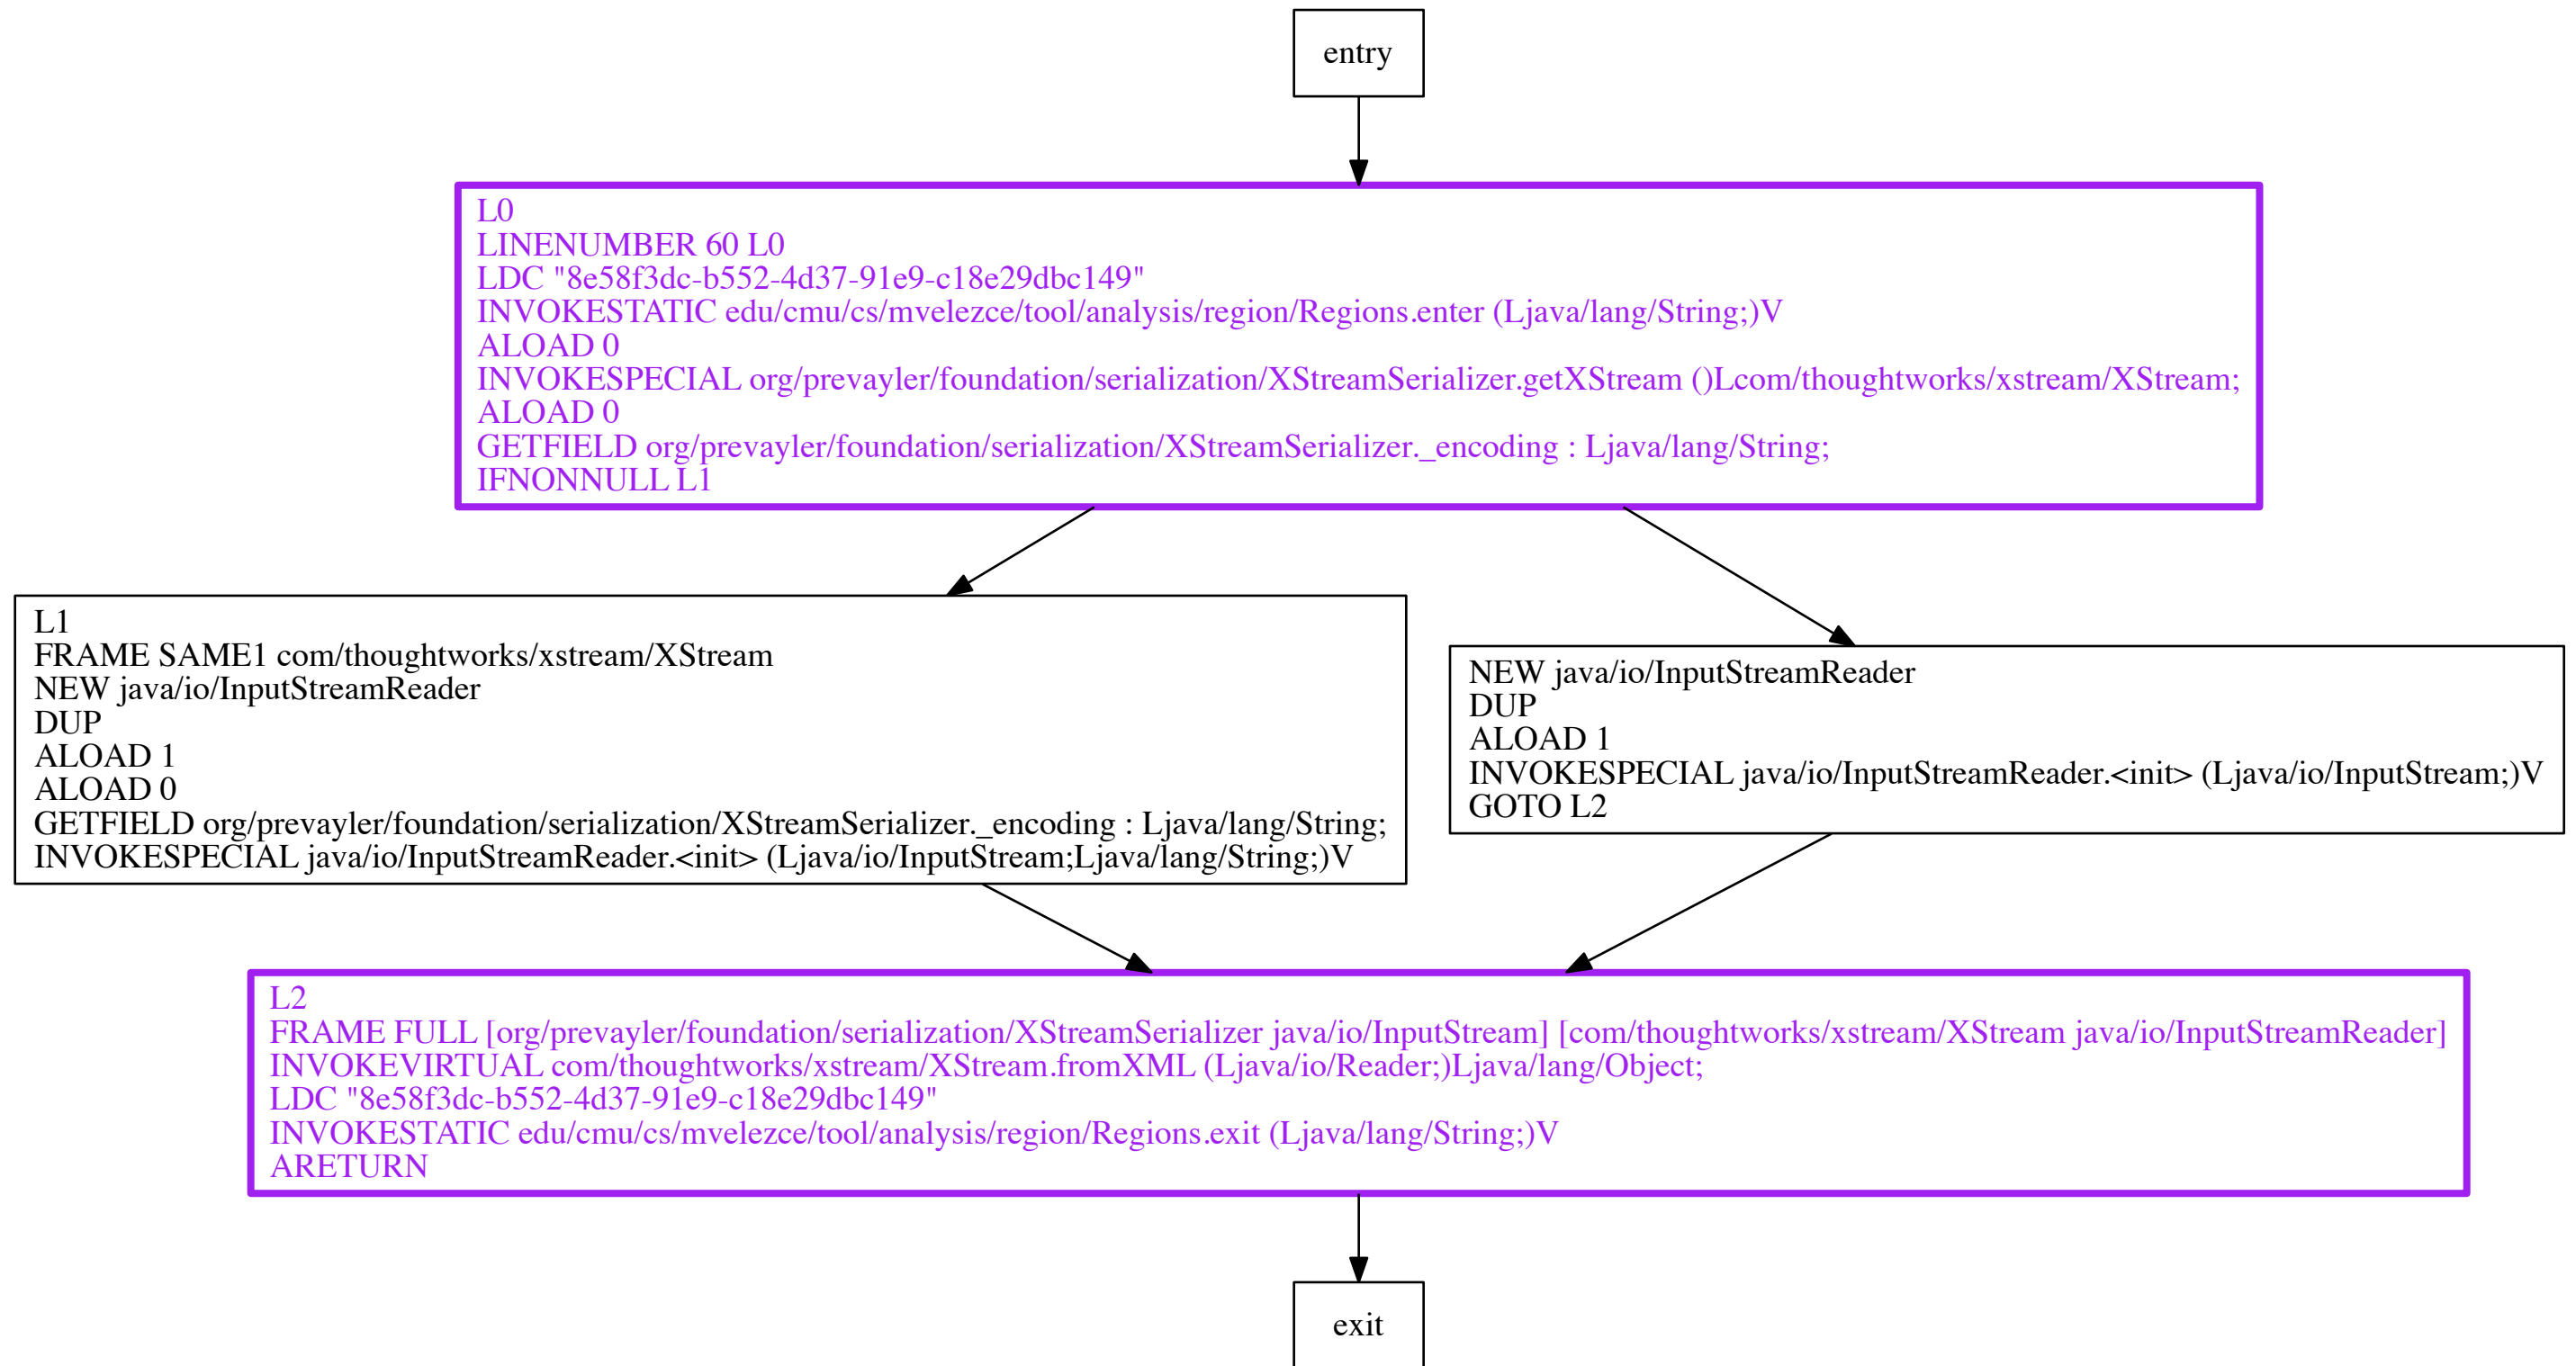 entry
L0
LINENUMBER 60 L0
LDC "8e58f3dc-b552-4d37-91e9-c18e29dbc149"
INVOKESTATIC edu/cmu/cs/mvelezce/tool/analysis/region/Regions.enter (Ljava/lang/String;)V
ALOAD 0
INVOKESPECIAL org/prevayler/foundation/serialization/XStreamSerializer.getXStream ()Lcom/thoughtworks/xstream/XStream;
ALOAD 0
GETFIELD org/prevayler/foundation/serialization/XStreamSerializer._encoding : Ljava/lang/String;
IFNONNULL L1
L1
FRAME SAME1 com/thoughtworks/xstream/XStream
NEW java/io/InputStreamReader
DUP
ALOAD 1
ALOAD 0
GETFIELD org/prevayler/foundation/serialization/XStreamSerializer._encoding : Ljava/lang/String;
INVOKESPECIAL java/io/InputStreamReader.<init> (Ljava/io/InputStream;Ljava/lang/String;)V
NEW java/io/InputStreamReader
DUP
ALOAD 1
INVOKESPECIAL java/io/InputStreamReader.<init> (Ljava/io/InputStream;)V
GOTO L2
L2
FRAME FULL [org/prevayler/foundation/serialization/XStreamSerializer java/io/InputStream] [com/thoughtworks/xstream/XStream java/io/InputStreamReader]
INVOKEVIRTUAL com/thoughtworks/xstream/XStream.fromXML (Ljava/io/Reader;)Ljava/lang/Object;
LDC "8e58f3dc-b552-4d37-91e9-c18e29dbc149"
INVOKESTATIC edu/cmu/cs/mvelezce/tool/analysis/region/Regions.exit (Ljava/lang/String;)V
ARETURN
exit